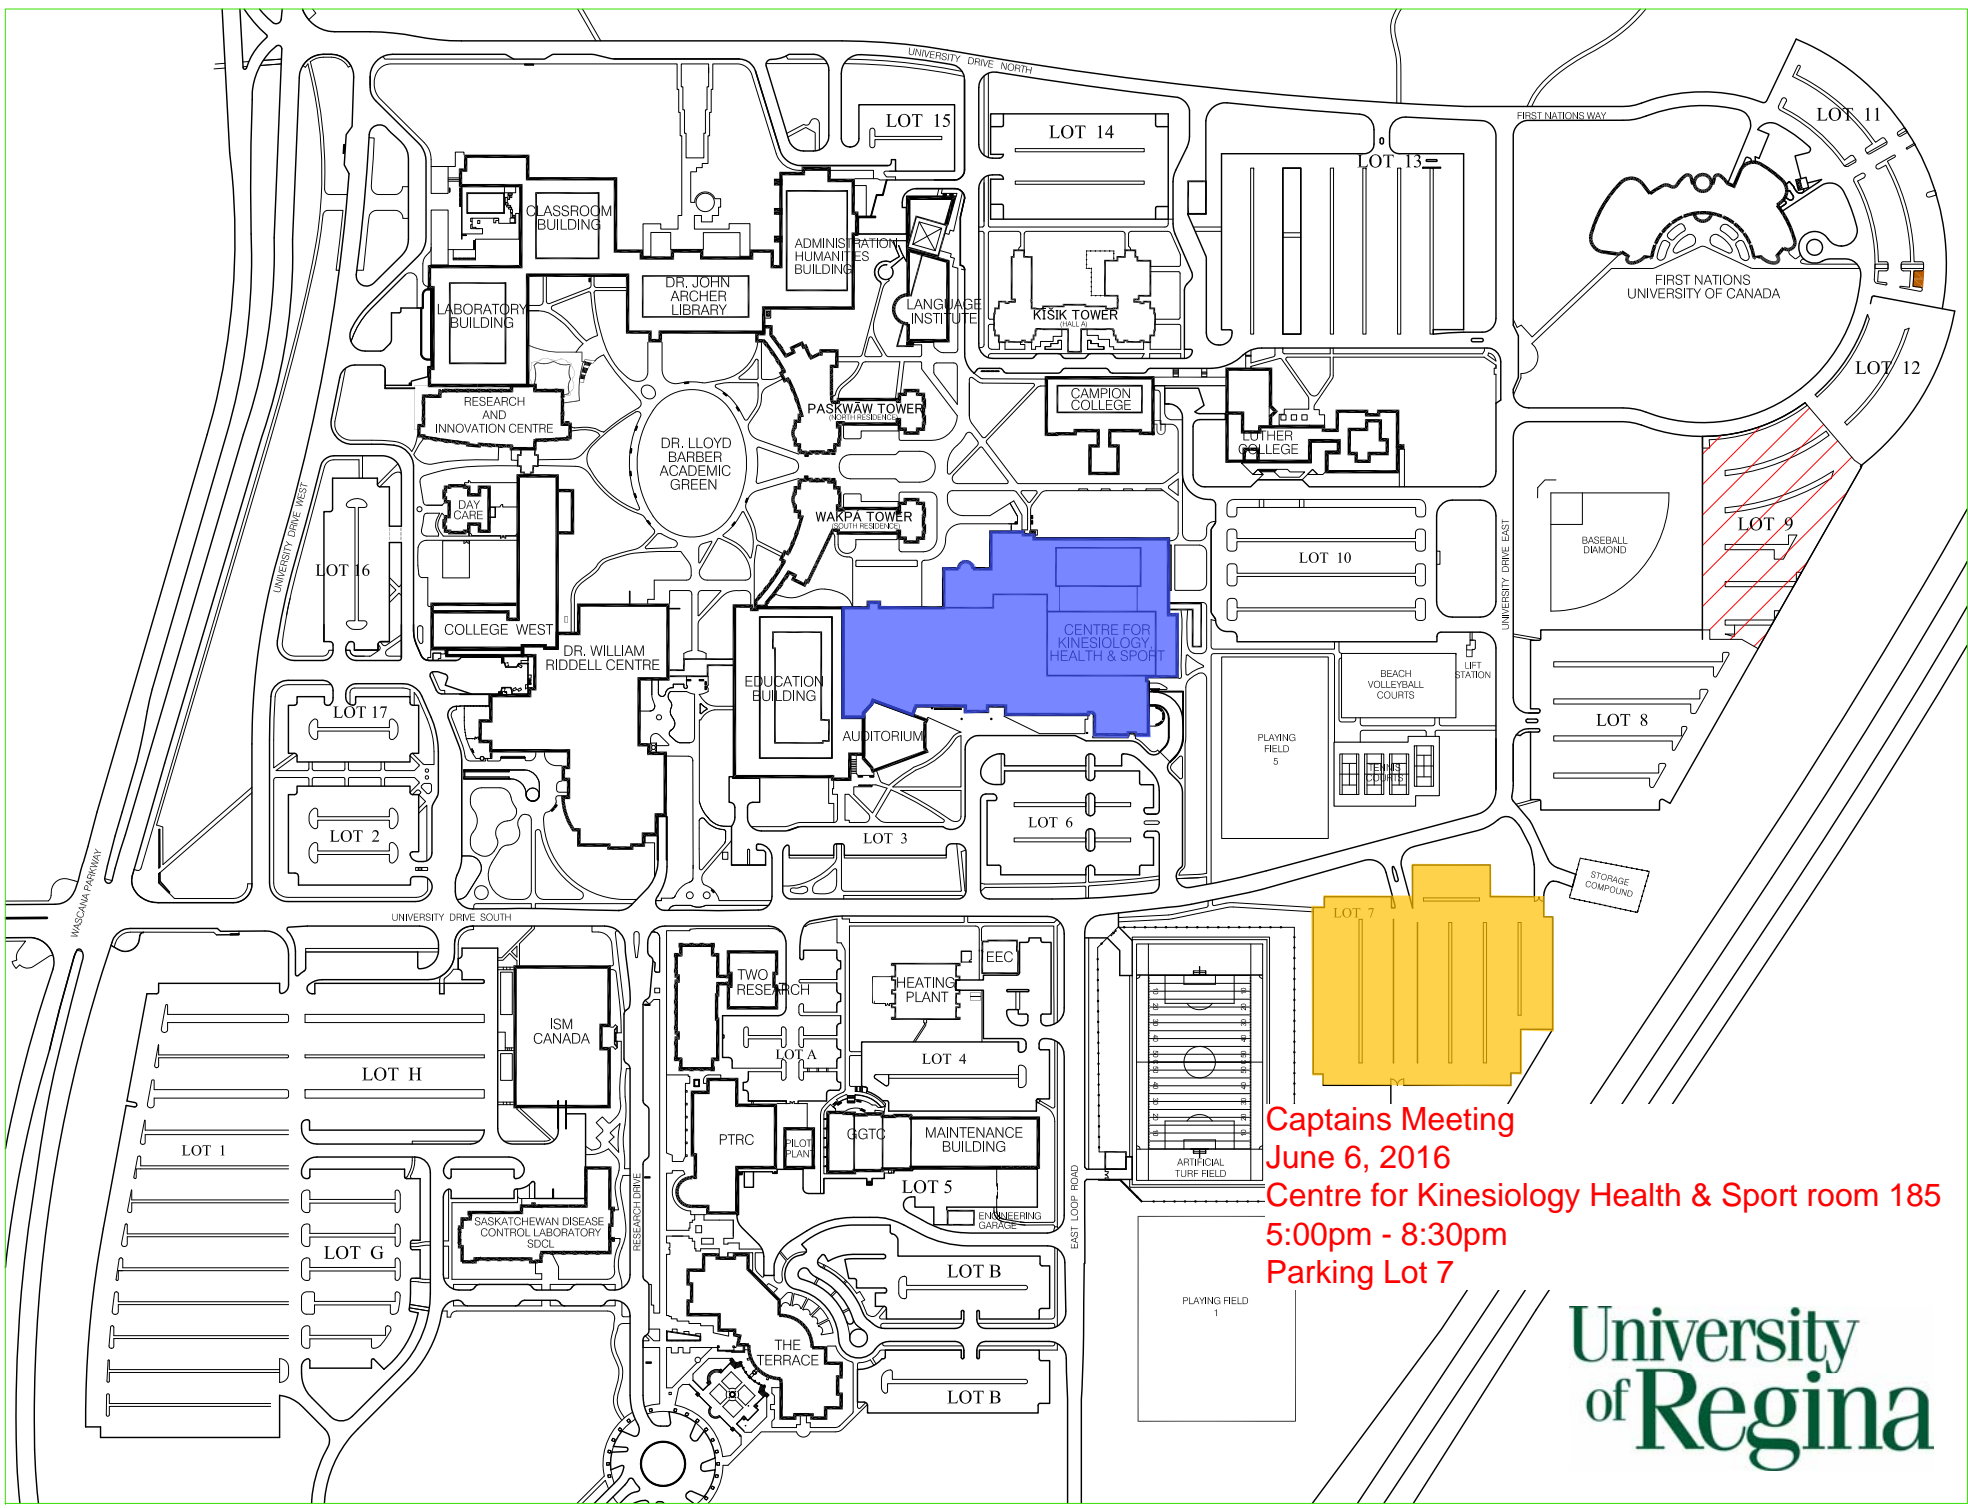 UNIVERSITY DRIVE NORTH
FIRST NATIONS WAY
LOT 11
LOT 15
LOT 14
LOT 13
CLASSROOM
BUILDING
ADMINISTRATION
HUMANITIES
BUILDING
DR. JOHN
ARCHER
LIBRARY
LABORATORY
BUILDING
LANGUAGE
INSTITUTE
KĪŠIK TOWER
(HALL A)
FIRST NATIONS
UNIVERSITY OF CANADA
LOT 12
RESEARCH
AND
INNOVATION CENTRE
PASKWĀW TOWER
(NORTH RESIDENCE)
CAMPION
COLLEGE
LUTHER
COLLEGE
DR. LLOYD
BARBER
ACADEMIC
GREEN
DAY
CARE
WAKPÁ TOWER
(SOUTH RESIDENCE)
UNIVERSITY DRIVE WEST
LOT 16
LOT 10
UNIVERSITY DRIVE EAST
BASEBALL
DIAMOND
LOT 9
COLLEGE WEST
DR. WILLIAM
RIDDELL CENTRE
EDUCATION
BUILDING
CENTRE FOR
KINESIOLOGY,
HEALTH & SPORT
AUDITORIUM
BEACH
VOLLEYBALL
COURTS
LIFT
STATION
LOT 17
PLAYING
FIELD
5
TENNIS
COURTS
LOT 8
LOT 2
LOT 3
LOT 6
STORAGE
COMPOUND
WASCANA PARKWAY
UNIVERSITY DRIVE SOUTH
LOT 7
TWO
RESEARCH
HEATING
PLANT
EEC
ISM
CANADA
LOT A
LOT 4
LOT H
LOT 1
PTRC
PILOT
PLANT
GGTC
MAINTENANCE
BUILDING
ARTIFICIAL
TURF FIELD
LOT 5
ENGINEERING
GARAGE
EAST LOOP ROAD
RESEARCH DRIVE
SASKATCHEWAN DISEASE
CONTROL LABORATORY
SDCL
LOT G
LOT B
THE
TERRACE
LOT B
PLAYING FIELD
1
Captains Meeting
June 6, 2016
Centre for Kinesiology Health & Sport room 185
5:00pm - 8:30pm
Parking Lot 7
University
of Regina